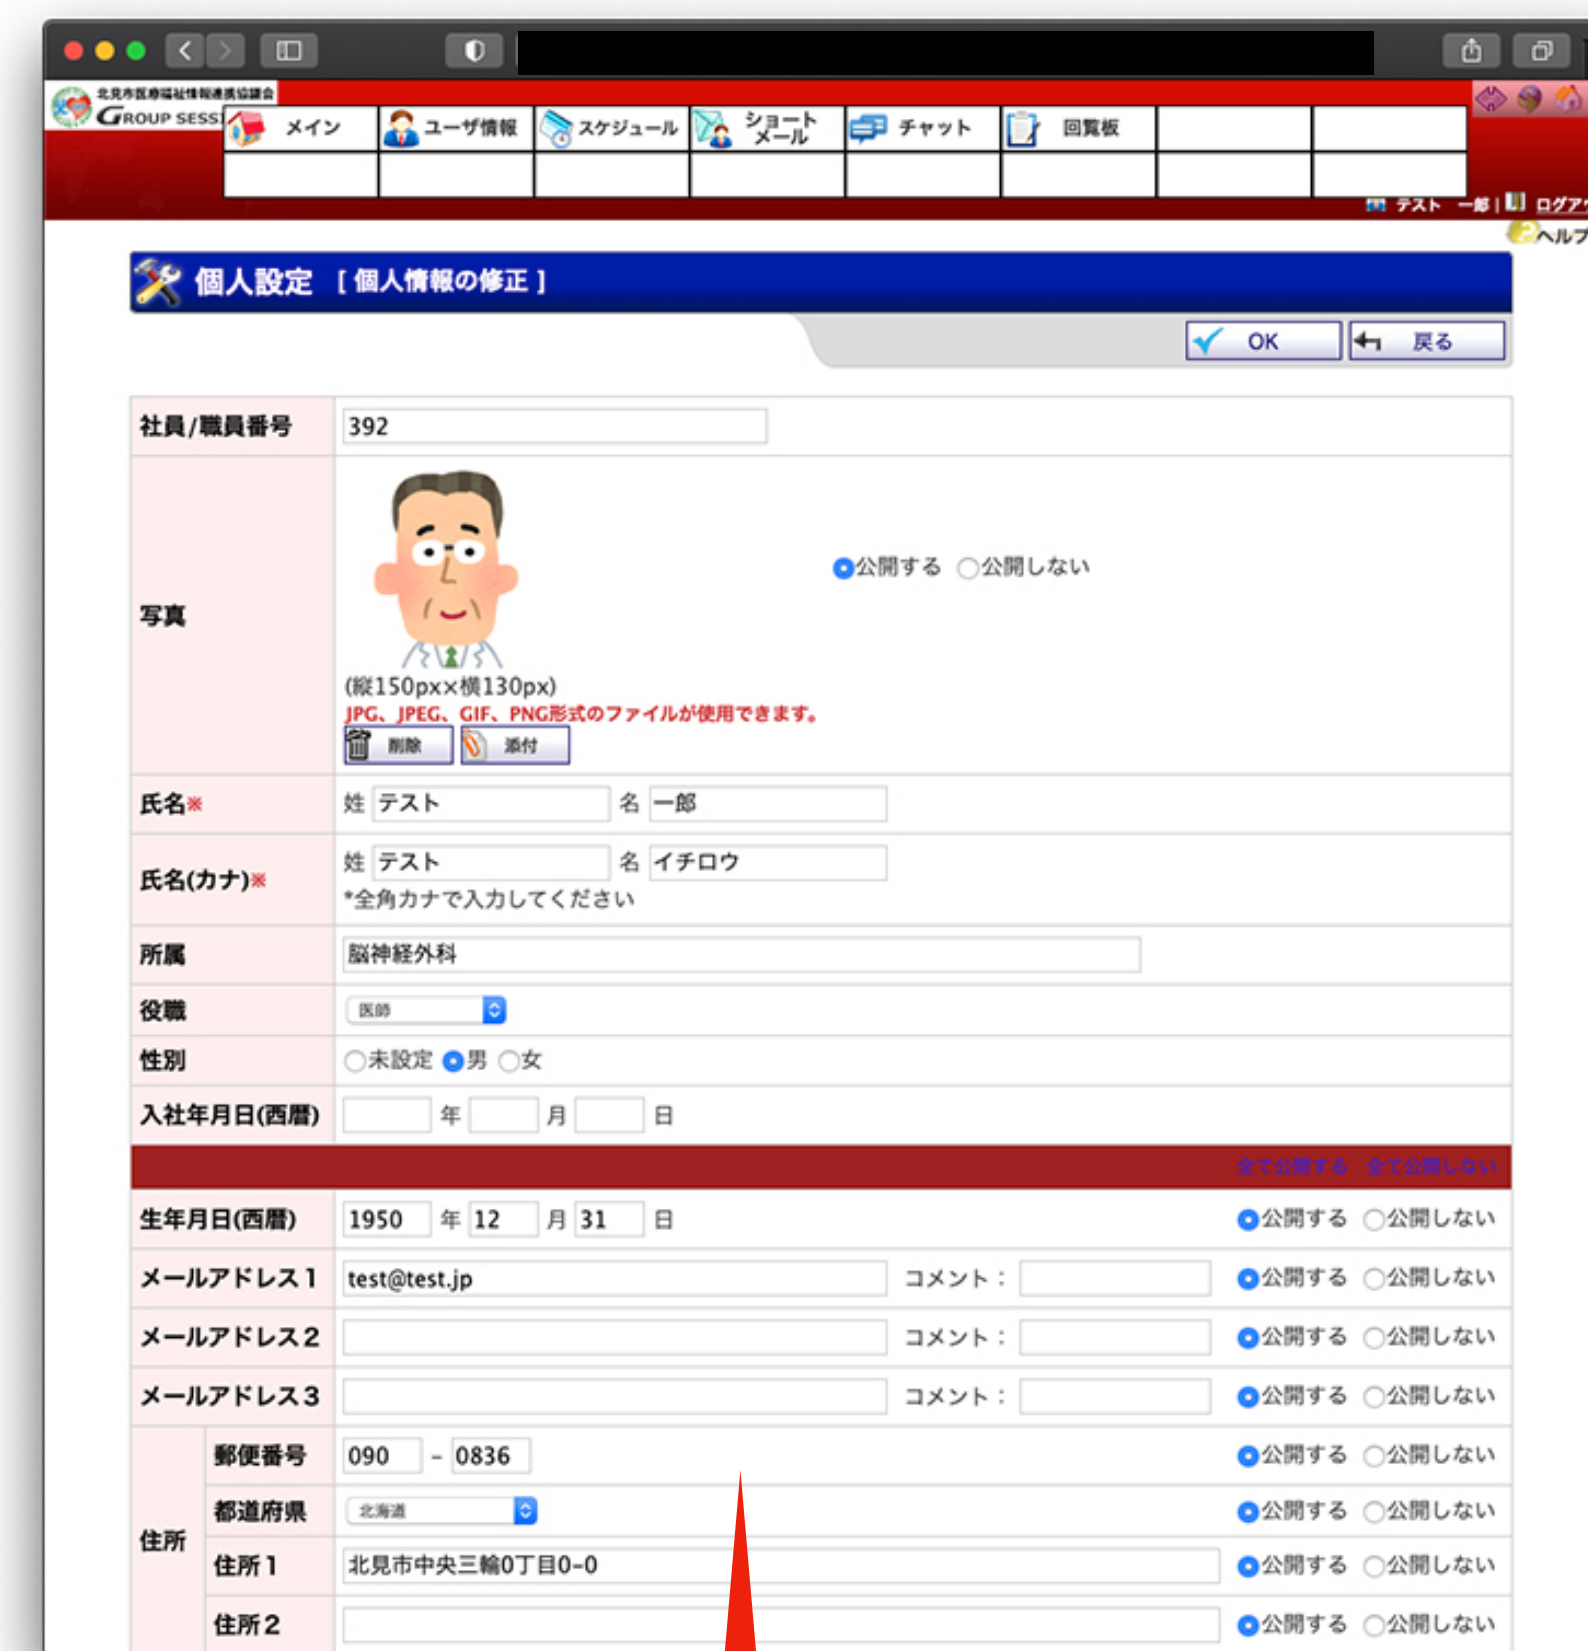 北見市医療福祉情報連携協議会
GROUP SESS
メイン ユーザ情報 スケジュール ショートメール チャット 回覧板
テスト 一郎 | ログア
ヘルプ
個人設定 [ 個人情報の修正 ]
OK 戻る
社員/職員番号 392
写真
公開する 公開しない
(縦150px×横130px)
JPG、JPEG、GIF、PNG形式のファイルが使用できます。
削除 添付
氏名※ 姓 テスト 名 一郎
氏名(カナ)※ 姓 テスト 名 イチロウ
*全角カナで入力してください
所属 脳神経外科
役職 医師
性別 未設定 男 女
入社年月日(西暦) 年 月 日
全て公開する 全て公開しない
生年月日(西暦) 1950 年 12 月 31 日 公開する 公開しない
メールアドレス1 test@test.jp コメント： 公開する 公開しない
メールアドレス2 コメント： 公開する 公開しない
メールアドレス3 コメント： 公開する 公開しない
住所
郵便番号 090 - 0836 公開する 公開しない
都道府県 北海道 公開する 公開しない
住所1 北見市中央三輪0丁目0-0 公開する 公開しない
住所2 公開する 公開しない